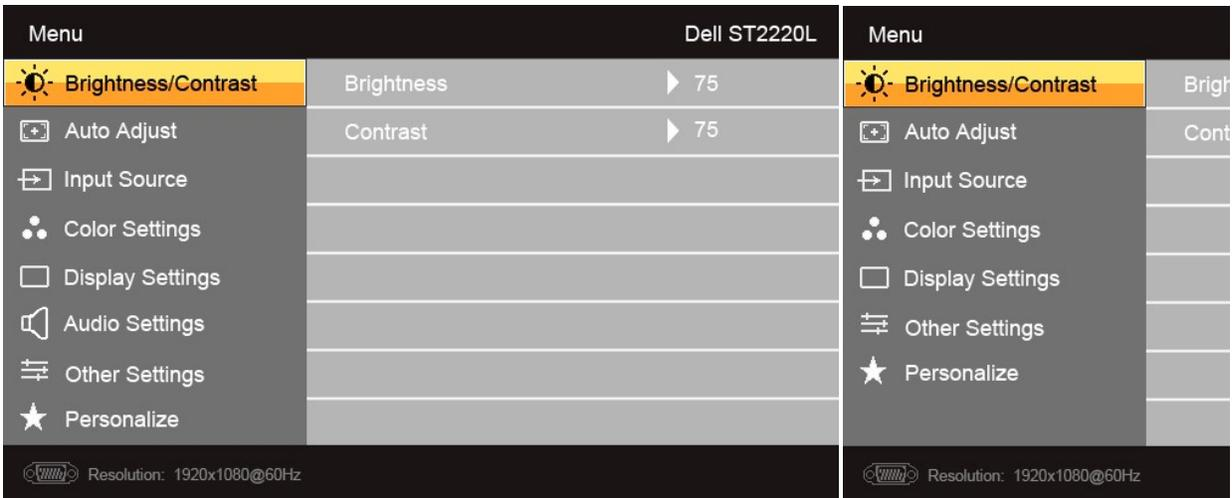 Menu Dell ST2220L
Brightness/Contrast Brightness 75
Auto Adjust Contrast 75
Input Source
Color Settings
Display Settings
Audio Settings
Other Settings
Personalize
Resolution: 1920x1080@60Hz
Menu
Brightness/Contrast Brigh
Auto Adjust Cont
Input Source
Color Settings
Display Settings
Other Settings
Personalize
Resolution: 1920x1080@60Hz